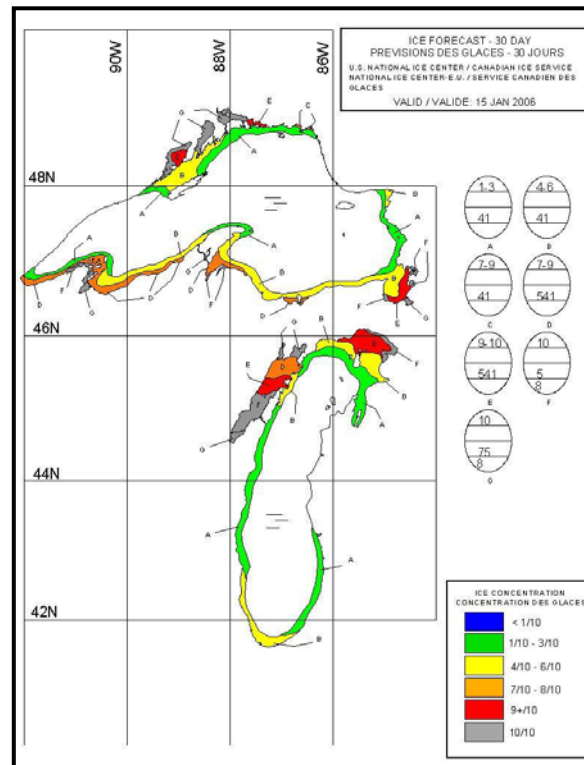 90W
88W
86W
ICE FORECAST - 30 DAY
PREVISIONS DES GLACES - 30 JOURS
U.S. NATIONAL ICE CENTER / CANADIAN ICE SERVICE
NATIONAL ICE CENTER-E.U. / SERVICE CANADIEN DES
GLACES
VALID / VALIDE: 15 JAN 2006
G
E
C
A
B
A
48N
B
A
A
B
G
A
F
D
F
G
D
D
F
B
D
E
G
F
46N
G
B
E
D
F
D
B
A
G
44N
A
A
42N
B
1-3
41
A
4-6
41
B
7-9
41
C
7-9
541
D
9-10
541
E
10
5
8
F
10
75
8
G
ICE CONCENTRATION
CONCENTRATION DES GLACES
< 1/10
1/10 - 3/10
4/10 - 6/10
7/10 - 8/10
9+/10
10/10